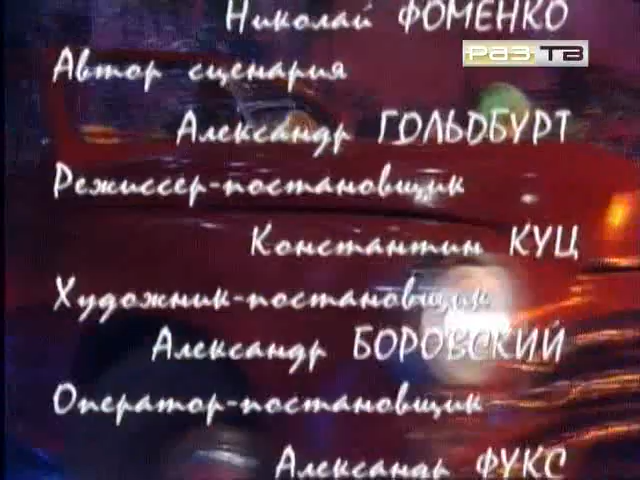 Николай ФОМЕНКО
РАЗ ТВ
Автор сценария
Александр ГОЛЬДБУРТ
Режиссер-постановщик
Константин КУЦ
Художник-постановщик
Александр БОРОВСКИЙ
Оператор-постановщик
Александр ФУКС